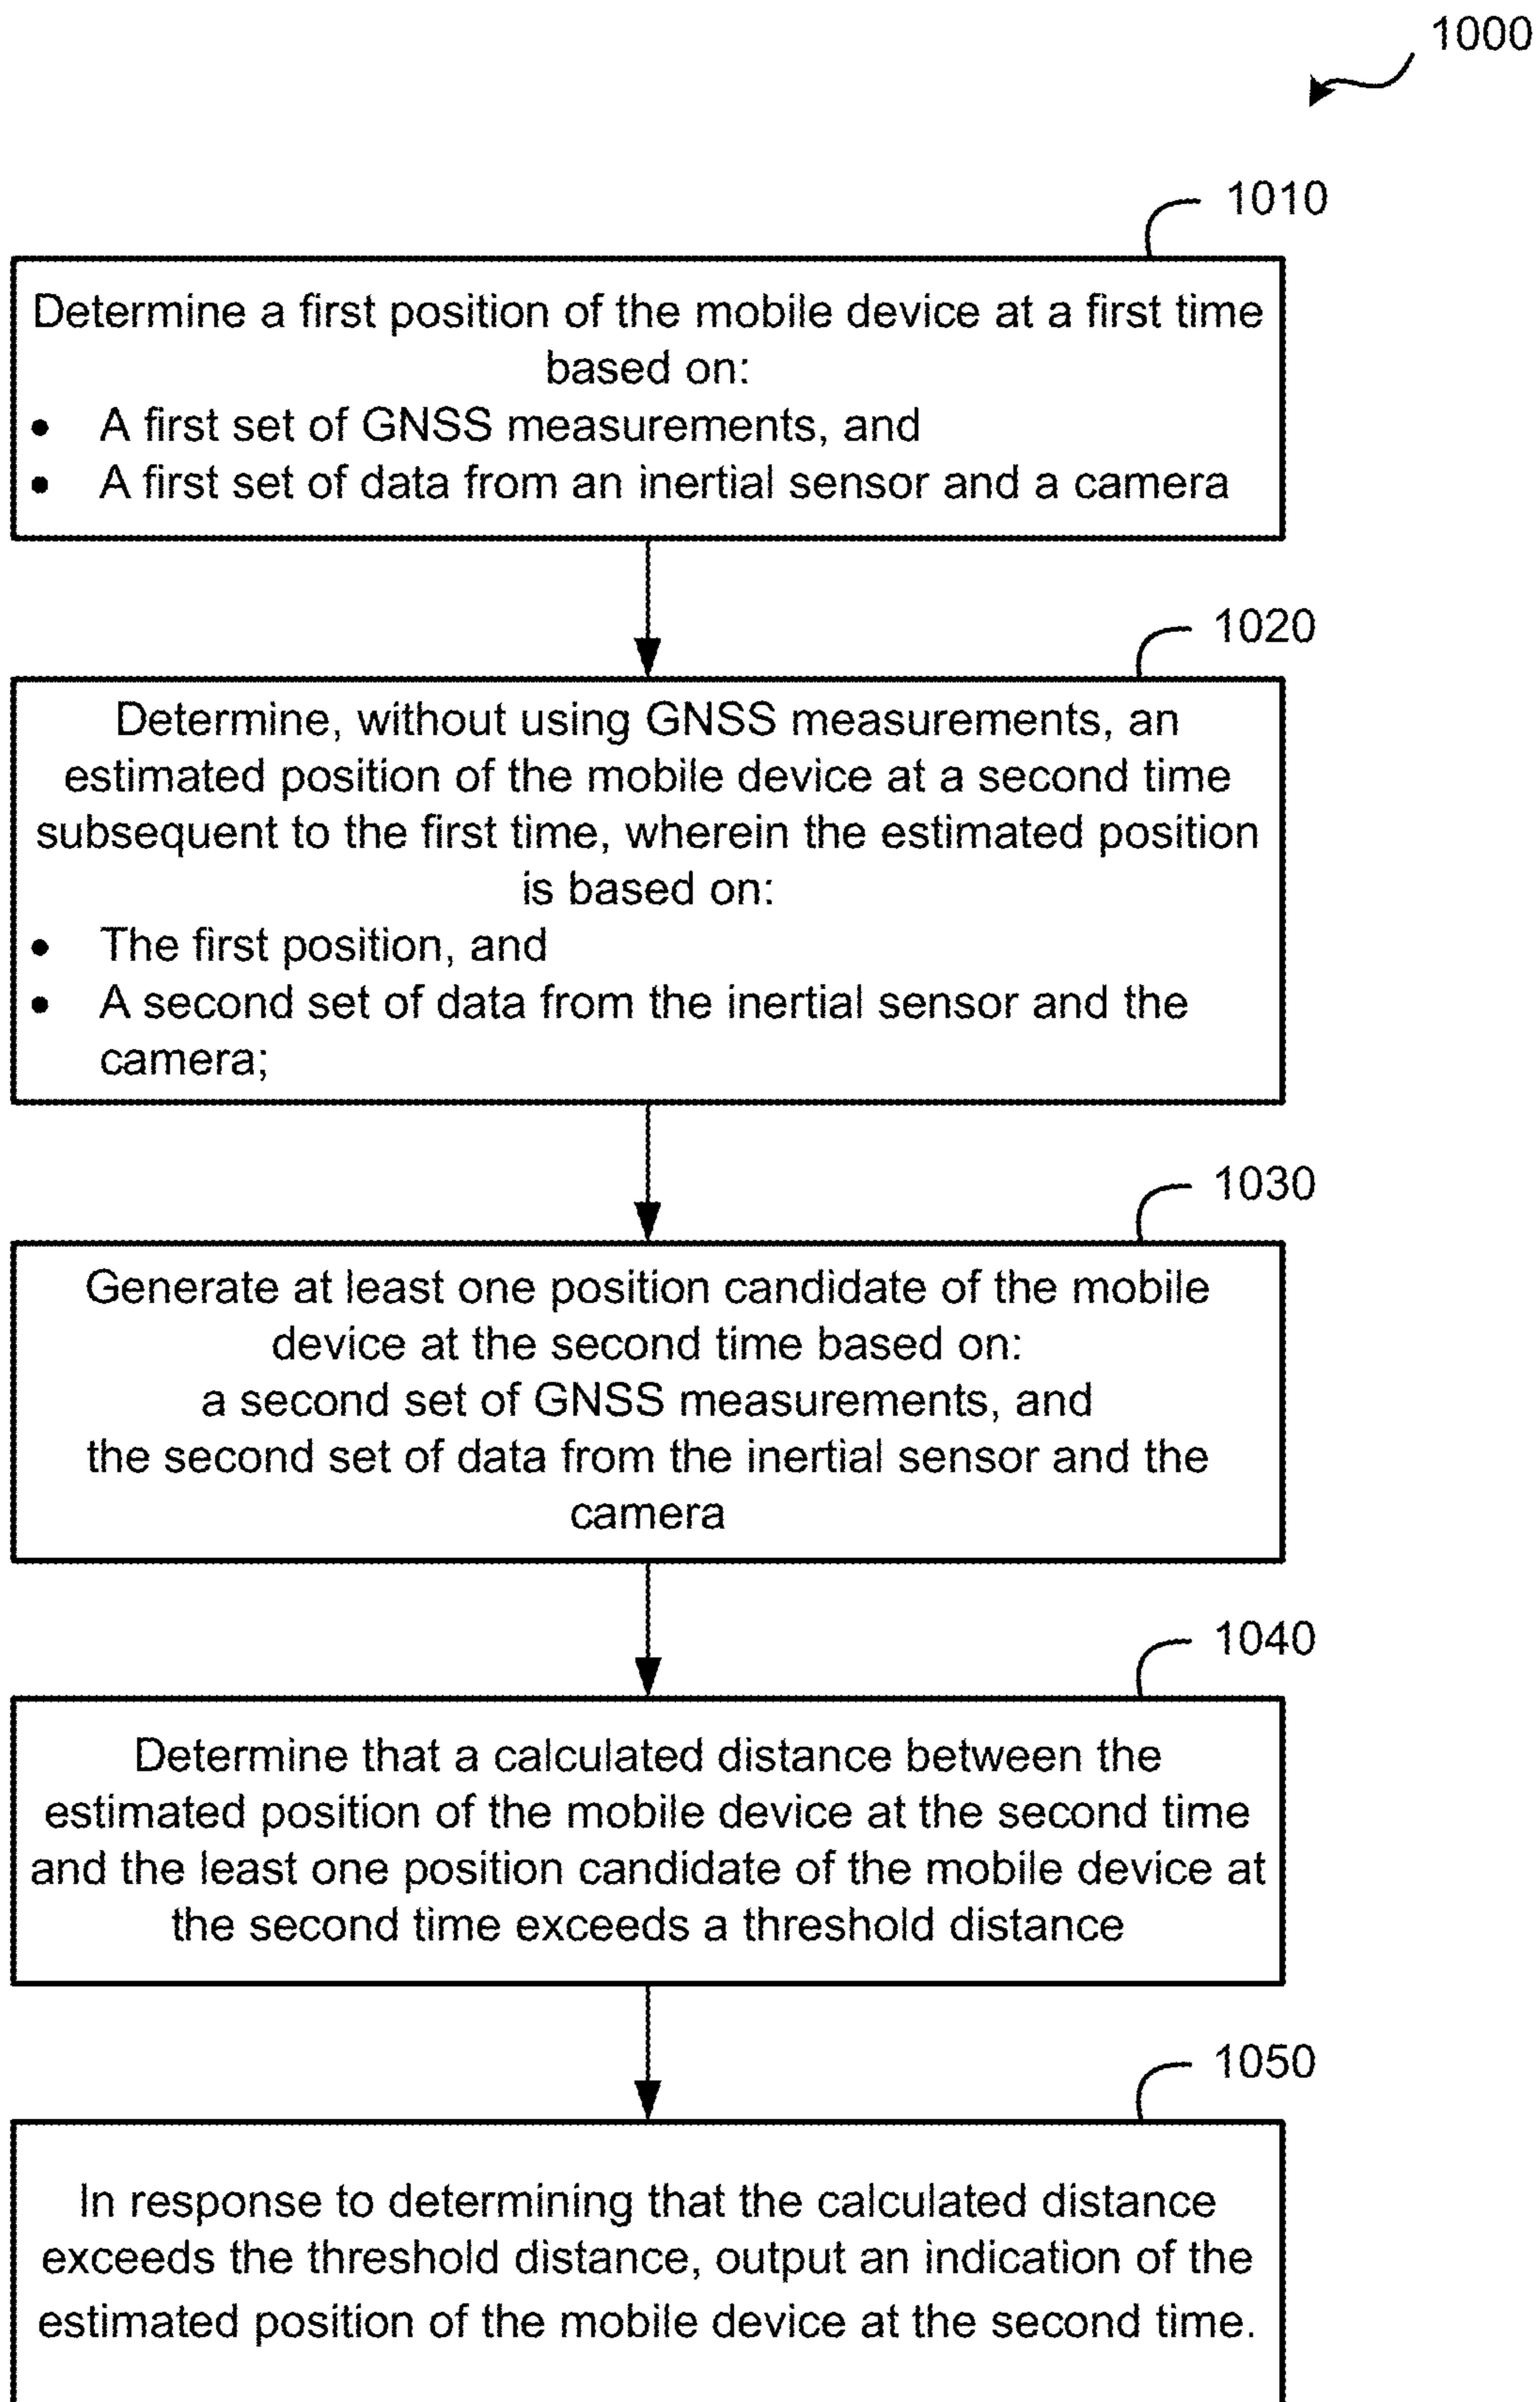 1000
1010
Determine a first position of the mobile device at a first time
based on:
• A first set of GNSS measurements, and
• A first set of data from an inertial sensor and a camera
1020
Determine, without using GNSS measurements, an
estimated position of the mobile device at a second time
subsequent to the first time, wherein the estimated position
is based on:
• The first position, and
• A second set of data from the inertial sensor and the
camera;
1030
Generate at least one position candidate of the mobile
device at the second time based on:
a second set of GNSS measurements, and
the second set of data from the inertial sensor and the
camera
1040
Determine that a calculated distance between the
estimated position of the mobile device at the second time
and the least one position candidate of the mobile device at
the second time exceeds a threshold distance
1050
In response to determining that the calculated distance
exceeds the threshold distance, output an indication of the
estimated position of the mobile device at the second time.